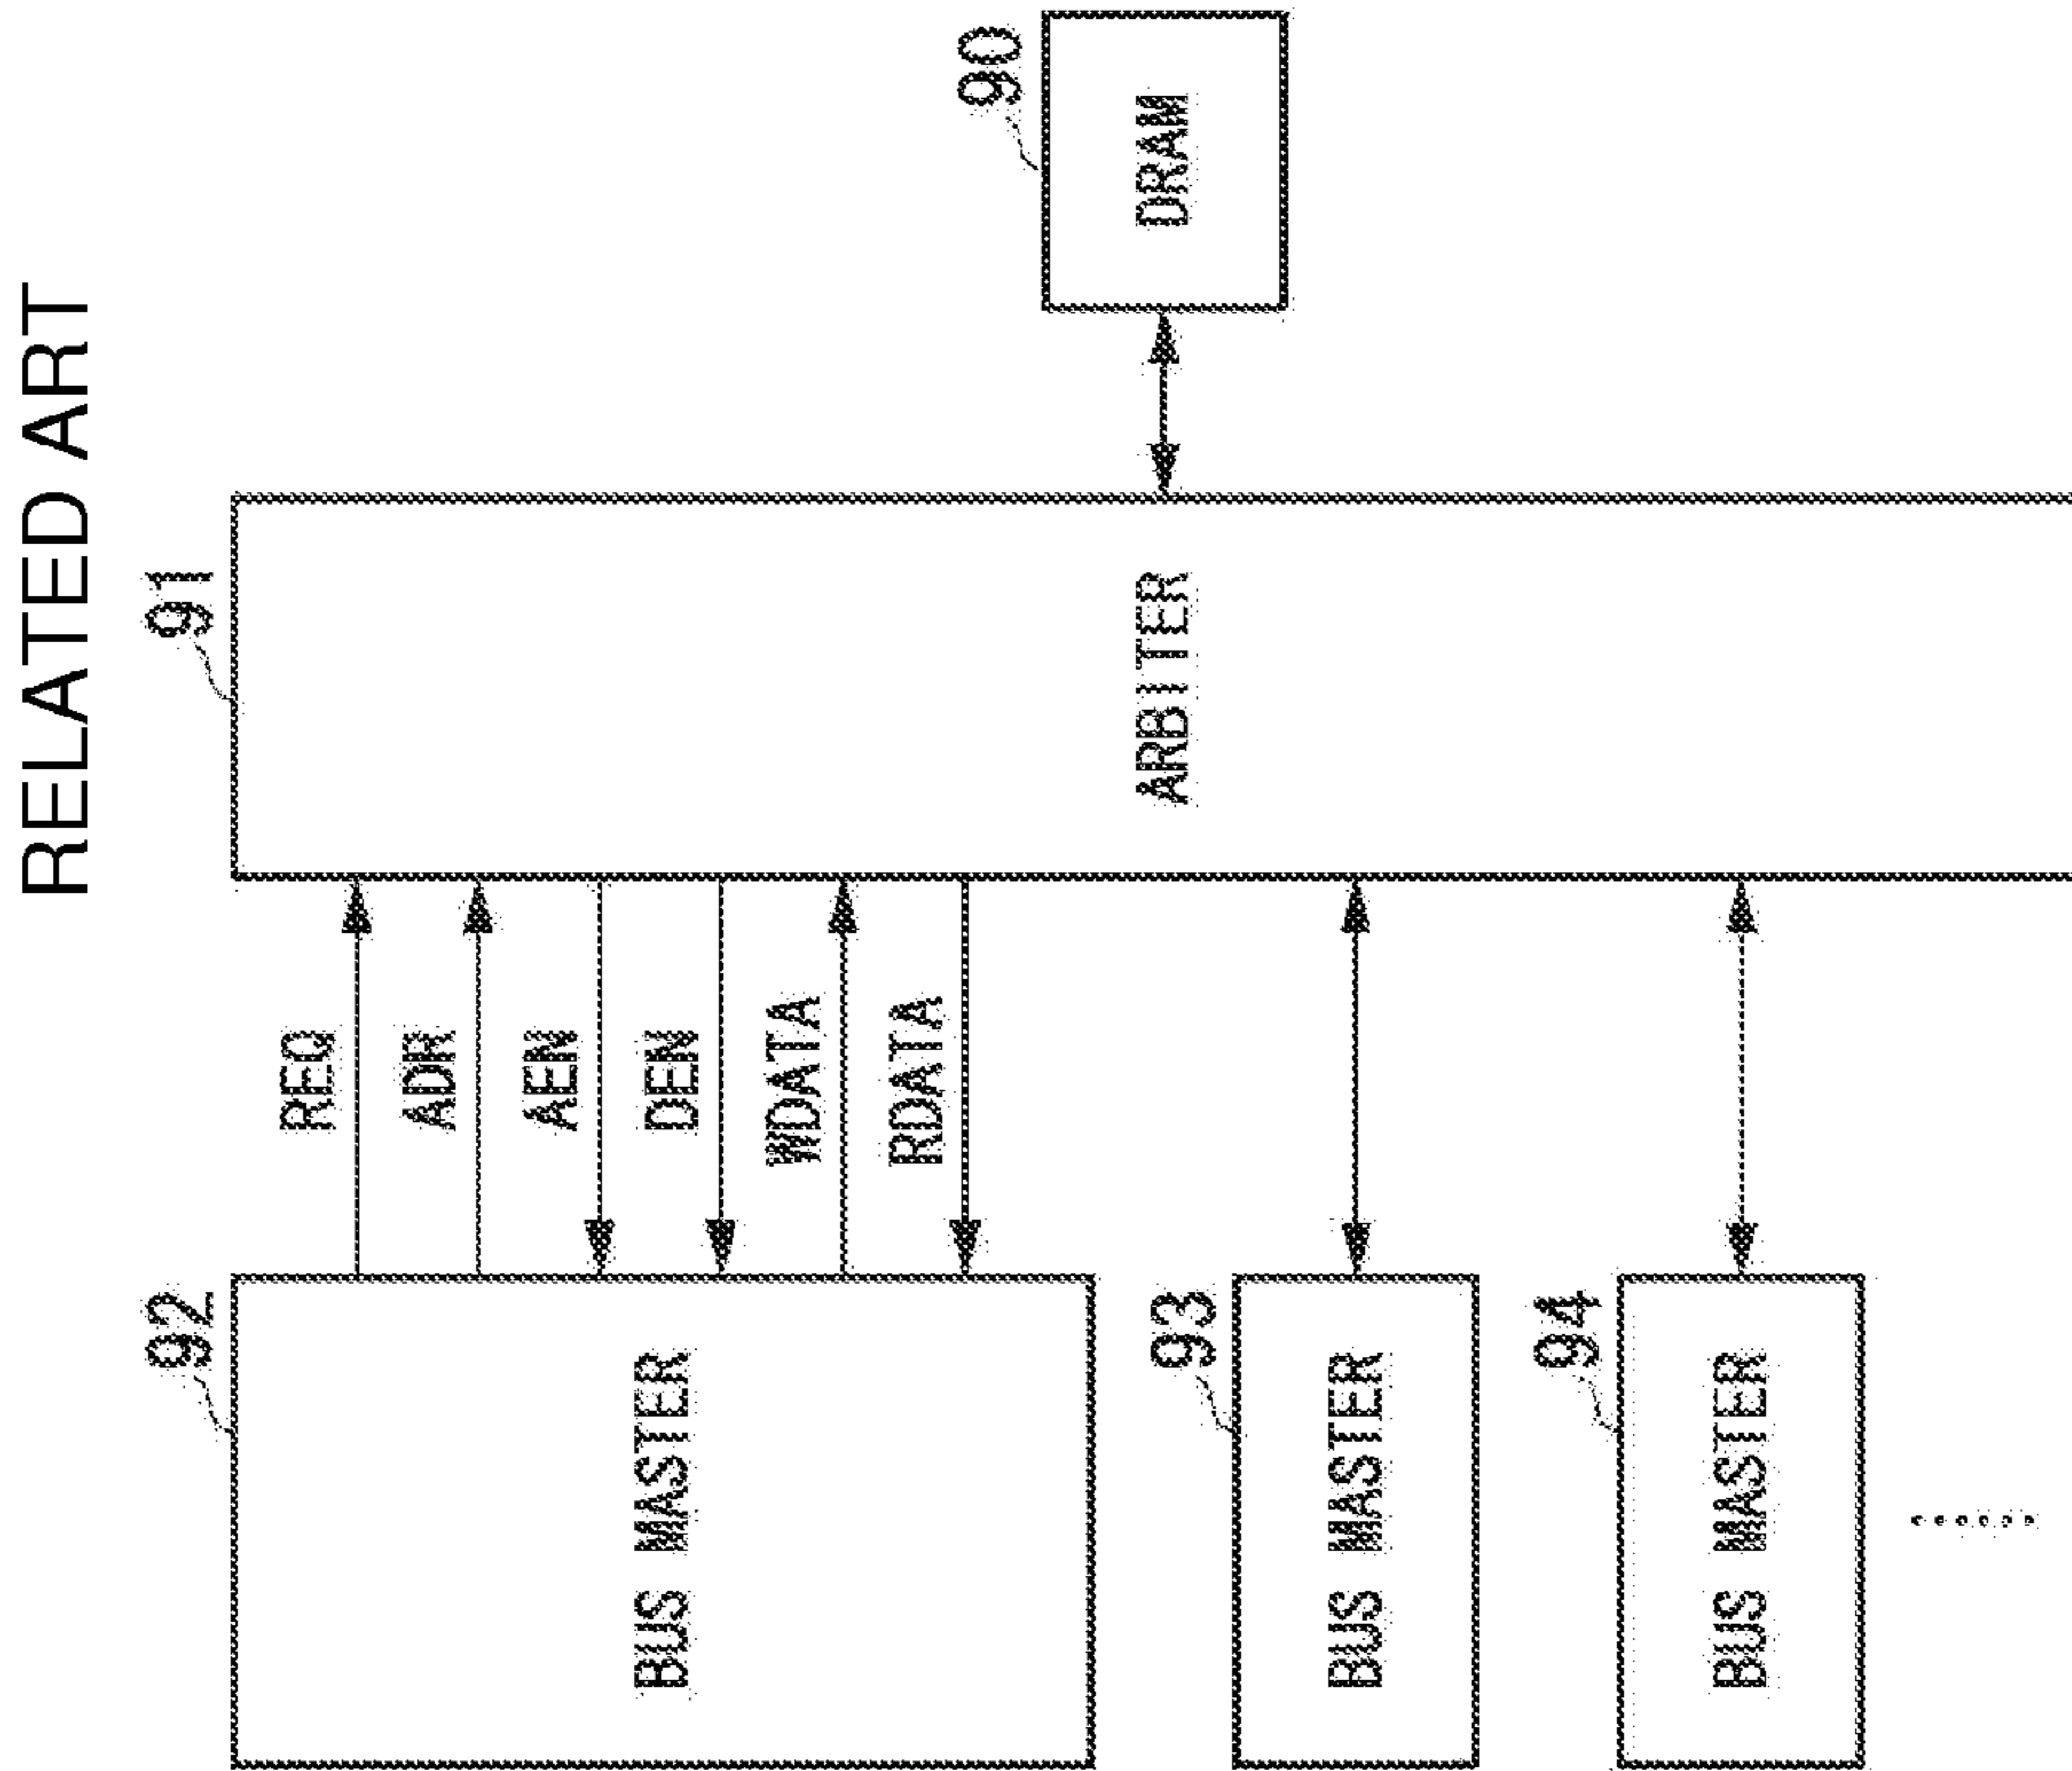 RELATED ART
92
BUS MASTER
REQ
ADR
AEN
DEN
WDATA
RDATA
91
ARBITER
90
DRAM
93
BUS MASTER
94
BUS MASTER
......